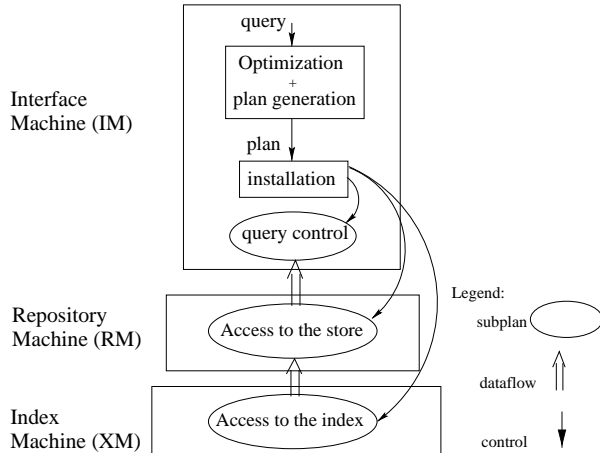 query
Optimization
+
plan generation
Interface
Machine (IM)
plan
installation
query control
Repository
Machine (RM)
Access to the store
Index
Machine (XM)
Access to the index
Legend:
subplan
dataflow
control